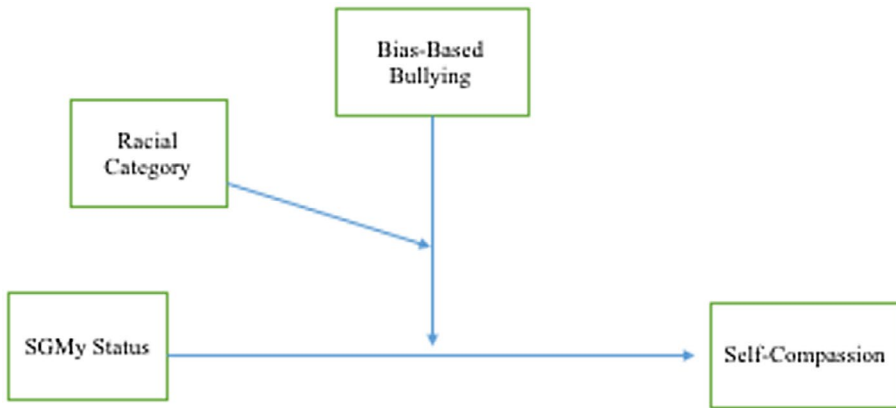 Bias-Based
Bullying
Racial
Category
SGMy Status
Self-Compassion